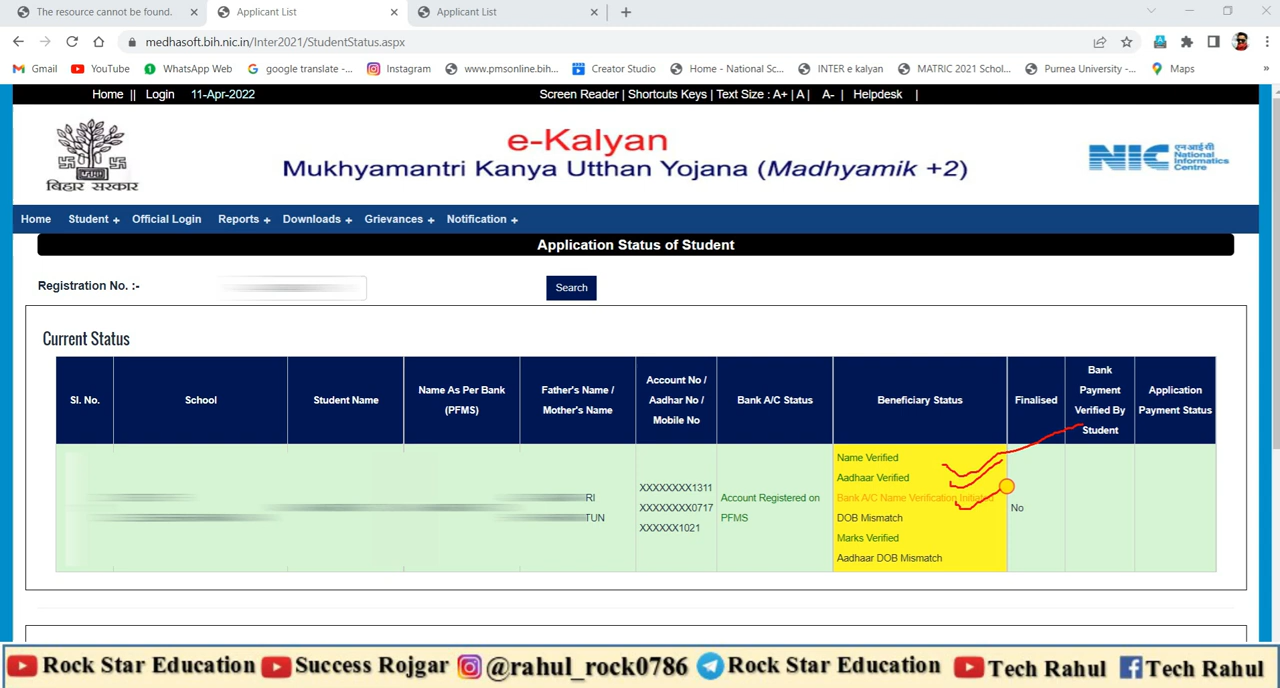 The resource cannot be found.
Applicant List
Applicant List
medhasoft.bih.nic.in/Inter2021/StudentStatus.aspx
Gmail YouTube WhatsApp Web google translate -... Instagram www.pmsonline.bih... Creator Studio Home - National Sc... INTER e kalyan MATRIC 2021 Schol... Purnea University -... Maps »
Home || Login 11-Apr-2022 Screen Reader | Shortcuts Keys | Text Size : A+ | A | A- | Helpdesk |
बिहार सरकार
e-Kalyan
Mukhyamantri Kanya Utthan Yojana (Madhyamik +2)
NIC एन आई सी
National
Informatics
Centre
Home Student + Official Login Reports + Downloads + Grievances + Notification +
Application Status of Student
Registration No. :- Search
Current Status
Sl. No.
School
Student Name
Name As Per Bank
(PFMS)
Father's Name /
Mother's Name
Account No /
Aadhar No /
Mobile No
Bank A/C Status
Beneficiary Status
Finalised
Bank
Payment
Verified By
Student
Application
Payment Status
RI
TUN
XXXXXXXX1311
XXXXXXXX0717
XXXXXX1021
Account Registered on
PFMS
Name Verified
Aadhaar Verified
Bank A/C Name Verification Initiated
DOB Mismatch
Marks Verified
Aadhaar DOB Mismatch
No
Rock Star Education Success Rojgar @rahul_rock0786 Rock Star Education Tech Rahul Tech Rahul